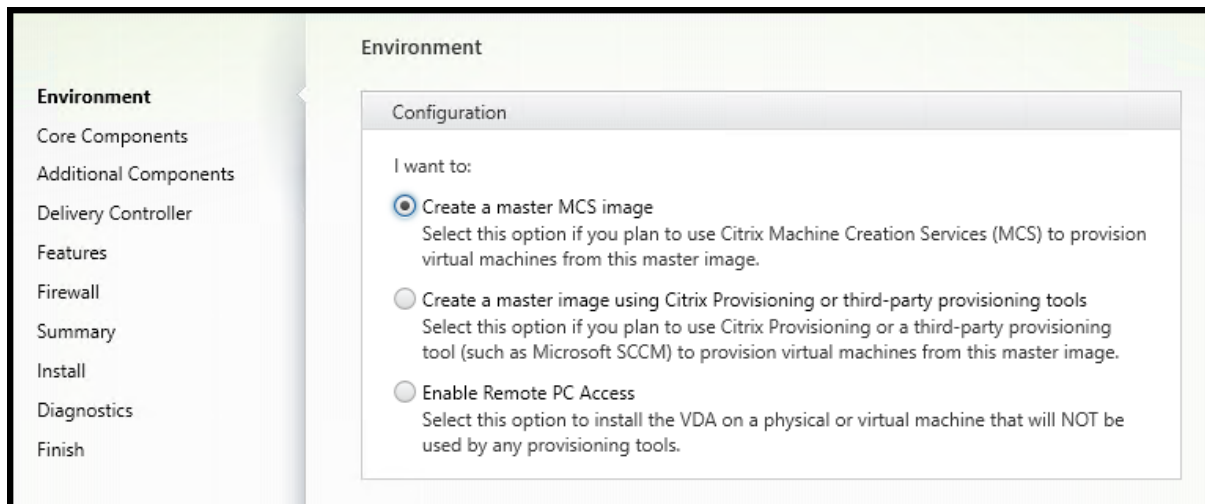 Environment
Core Components
Additional Components
Delivery Controller
Features
Firewall
Summary
Install
Diagnostics
Finish
Environment
Configuration
I want to:
Create a master MCS image
Select this option if you plan to use Citrix Machine Creation Services (MCS) to provision
virtual machines from this master image.
Create a master image using Citrix Provisioning or third-party provisioning tools
Select this option if you plan to use Citrix Provisioning or a third-party provisioning
tool (such as Microsoft SCCM) to provision virtual machines from this master image.
Enable Remote PC Access
Select this option to install the VDA on a physical or virtual machine that will NOT be
used by any provisioning tools.